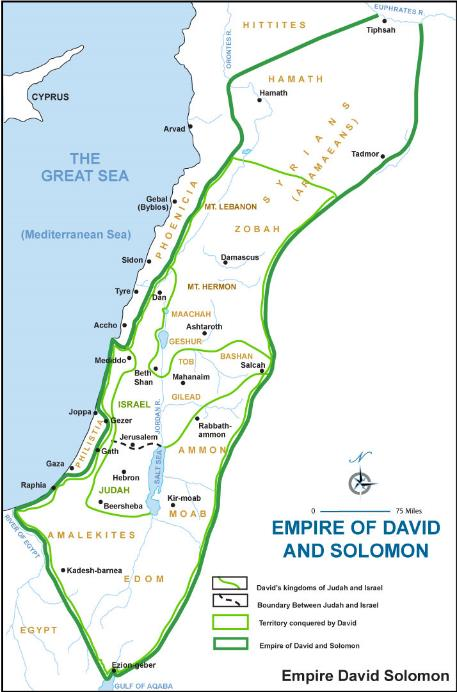 EUPHRATES R.
HITTITES
Tiphsah
ORONTES R.
HAMATH
Hamath
CYPRUS
Arvad
SYRIANS
(ARAMAEANS)
Tadmor
THE
GREAT SEA
Gebal
(Byblos)
PHOENICIA
MT. LEBANON
ZOBAH
(Mediterranean Sea)
Sidon
Damascus
MT. HERMON
Tyre
Dan
MAACHAH
Accho
Ashtaroth
GESHUR
Megiddo
TOB
BASHAN
Beth
Shan
Salcah
Mahanaim
GILEAD
ISRAEL
JORDAN R.
Joppa
Gezer
Rabbath-
ammon
PHILISTIA
Jerusalem
Gath
AMMON
Gaza
SALT SEA
Hebron
Raphia
JUDAH
Kir-moab
Beersheba
MOAB
RIVER OF EGYPT
AMALEKITES
N
0 75 Miles
EMPIRE OF DAVID
AND SOLOMON
Kadesh-barnea
EDOM
David's kingdoms of Judah and Israel
Boundary Between Judah and Israel
EGYPT
Territory conquered by David
Empire of David and Solomon
Ezion-geber
GULF OF AQABA
Empire David Solomon